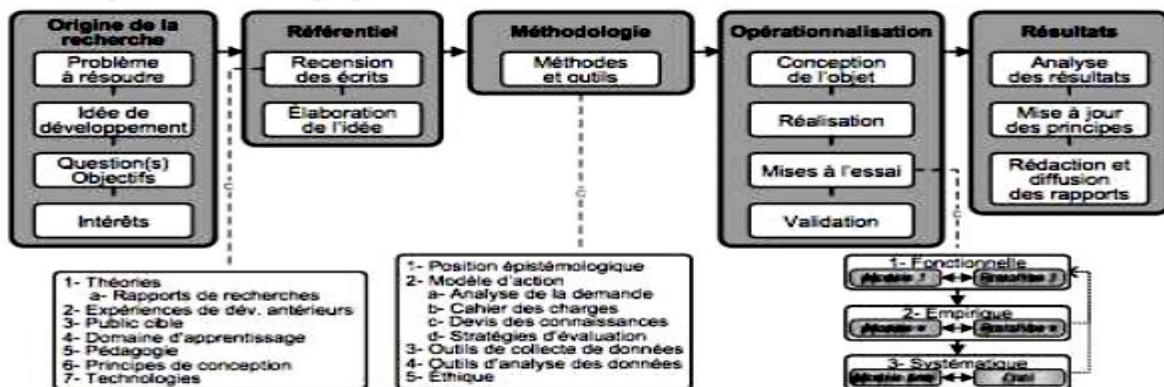 Origine de la
recherche
Problème
à résoudre
Idée de
développement
Question(s)
Objectifs
Intérêts
Référentiel
Recension
des écrits
Élaboration
de l'idée
Méthodologie
Méthodes
et outils
Opérationnalisation
Conception
de l'objet
Réalisation
Mises à l'essai
Validation
Résultats
Analyse
des résultats
Mise à jour
des principes
Rédaction et
diffusion
des rapports
1- Théories
a- Rapports de recherches
2- Expériences de dév. antérieurs
3- Public cible
4- Domaine d'apprentissage
5- Pédagogie
6- Principes de conception
7- Technologies
1- Position épistémologique
2- Modèle d'action
a- Analyse de la demande
b- Cahier des charges
c- Devis des connaissances
d- Stratégies d'évaluation
3- Outils de collecte de données
4- Outils d'analyse des données
5- Éthique
1- Fonctionnelle
2- Empirique
3- Systématique